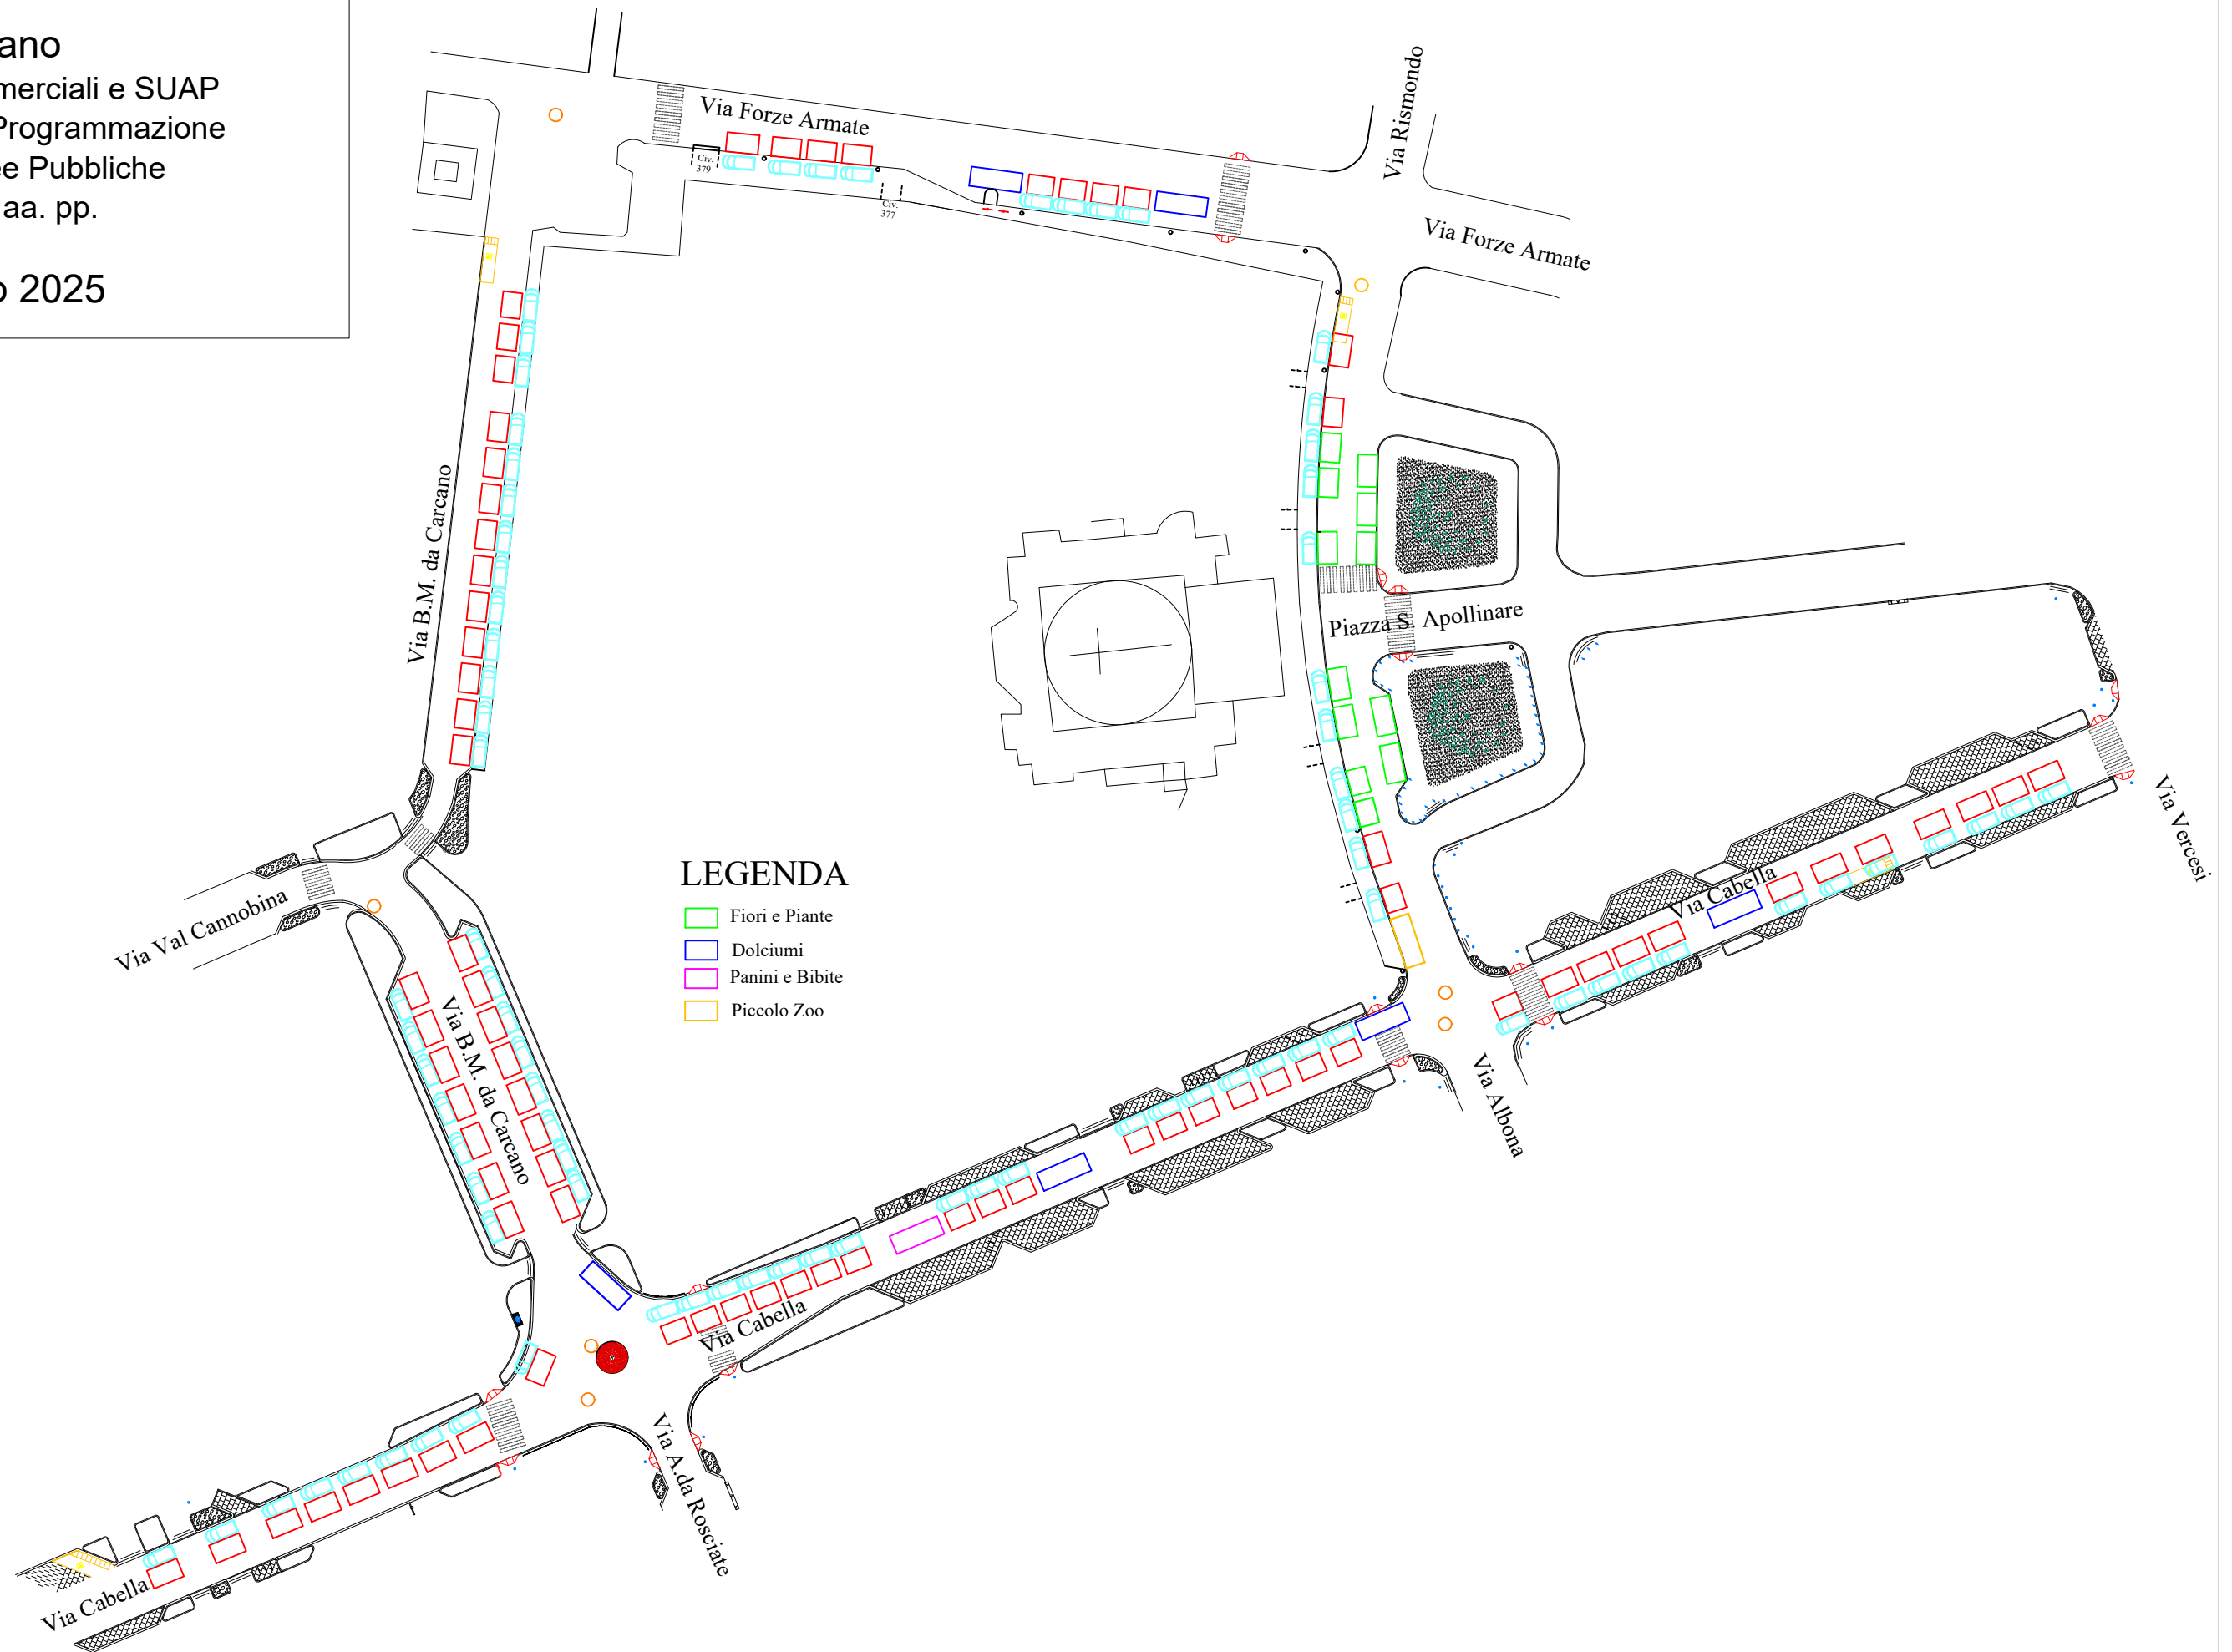 ano
merciali e SUAP
Programmazione
e Pubbliche
aa. pp.
o 2025
Via Forze Armate
Via Rismondo
Civ.
379
Civ.
377
Via Forze Armate
Via B.M. da Carcano
Piazza S. Apollinare
Via Vercesi
Via Cabella
LEGENDA
Fiori e Piante
Dolciumi
Panini e Bibite
Piccolo Zoo
Via Val Cannobina
Via B.M. da Carcano
Via Albona
Via Cabella
Via A.da Rosciate
Via Cabella